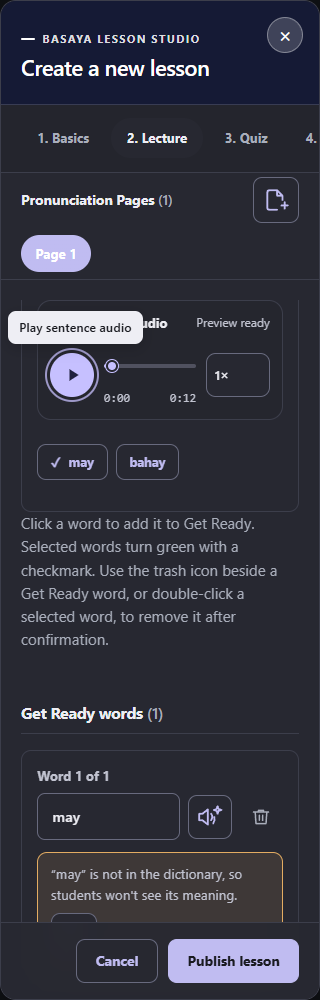 BASAYA LESSON STUDIO
Create a new lesson
1. Basics 2. Lecture 3. Quiz 4.
Pronunciation Pages (1)
Page 1
Play sentence audio
Preview ready
1×
0:00 0:12
✓ may bahay
Click a word to add it to Get Ready.
Selected words turn green with a
checkmark. Use the trash icon beside a
Get Ready word, or double-click a
selected word, to remove it after
confirmation.
Get Ready words (1)
Word 1 of 1
may
“may” is not in the dictionary, so
students won't see its meaning.
Cancel Publish lesson